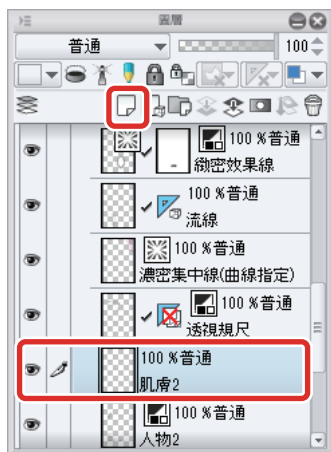 圖層
普通 100
100 %普通
緻密效果線
100 %普通
流線
100 %普通
濃密集中線(曲線指定)
100 %普通
透視規尺
100 %普通
肌膚2
100 %普通
人物2